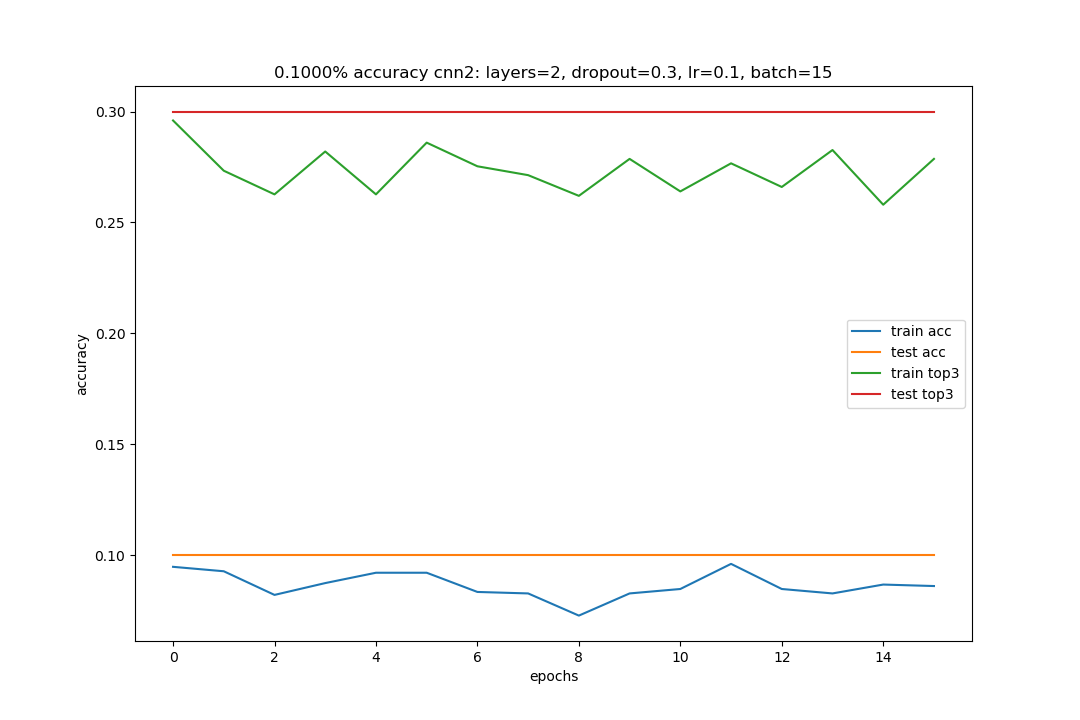 0.1000% accuracy cnn2: layers=2, dropout=0.3, lr=0.1, batch=15
0.30
0.25
0.20
0.15
0.10
accuracy
train acc
test acc
train top3
test top3
0 2 4 6 8 10 12 14
epochs